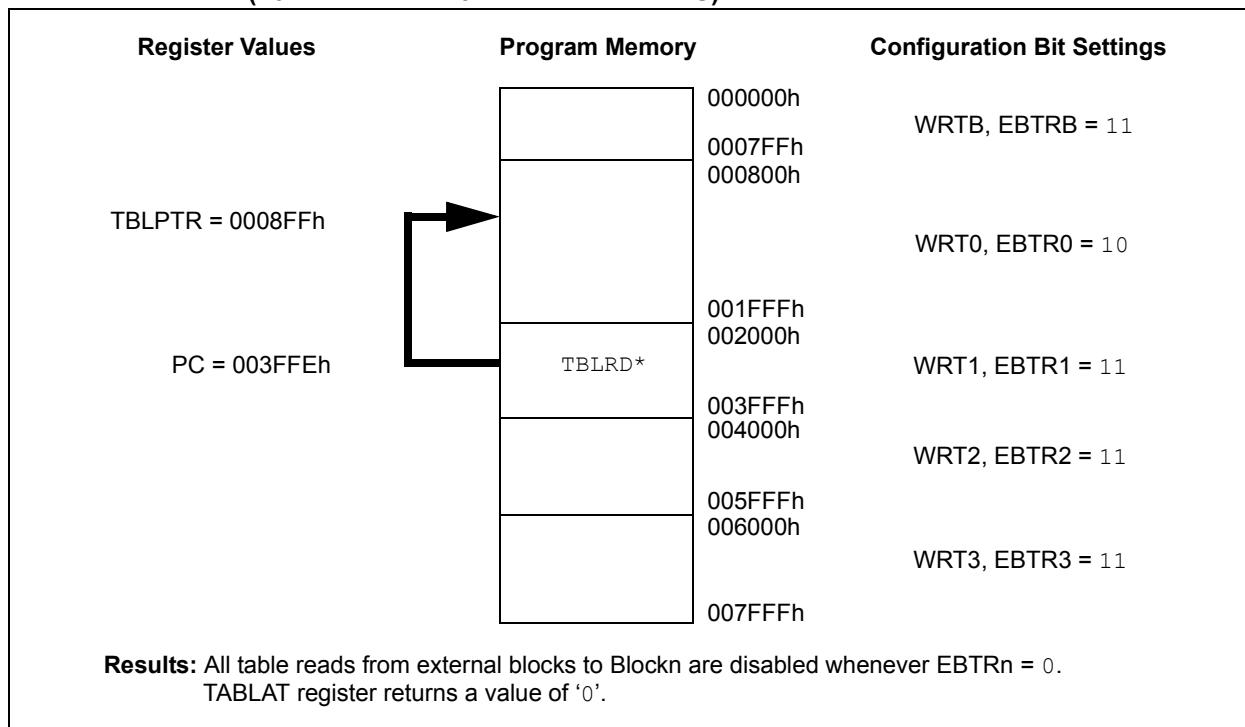 Register Values Program Memory Configuration Bit Settings
000000h
WRTB, EBTRB = 11
0007FFh
000800h
TBLPTR = 0008FFh
WRT0, EBTR0 = 10
001FFFh
002000h
PC = 003FFEh TBLRD* WRT1, EBTR1 = 11
003FFFh
004000h
WRT2, EBTR2 = 11
005FFFh
006000h
WRT3, EBTR3 = 11
007FFFh
Results: All table reads from external blocks to Blockn are disabled whenever EBTRn = 0.
TABLAT register returns a value of ‘0’.